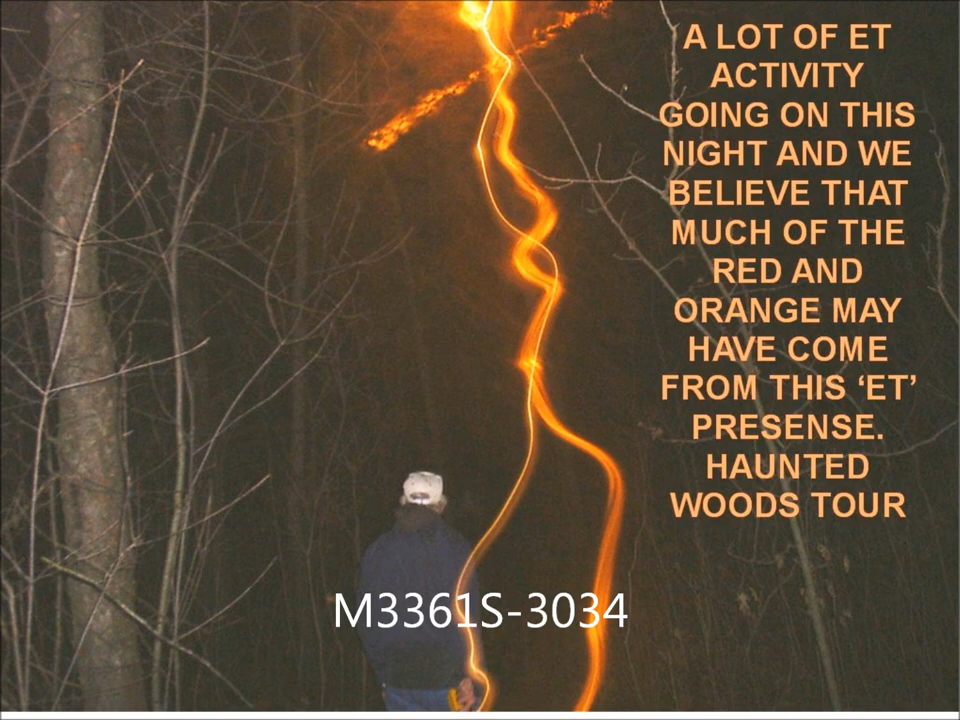 A LOT OF ET
ACTIVITY
GOING ON THIS
NIGHT AND WE
BELIEVE THAT
MUCH OF THE
RED AND
ORANGE MAY
HAVE COME
FROM THIS ‘ET’
PRESENSE.
HAUNTED
WOODS TOUR
M3361S-3034